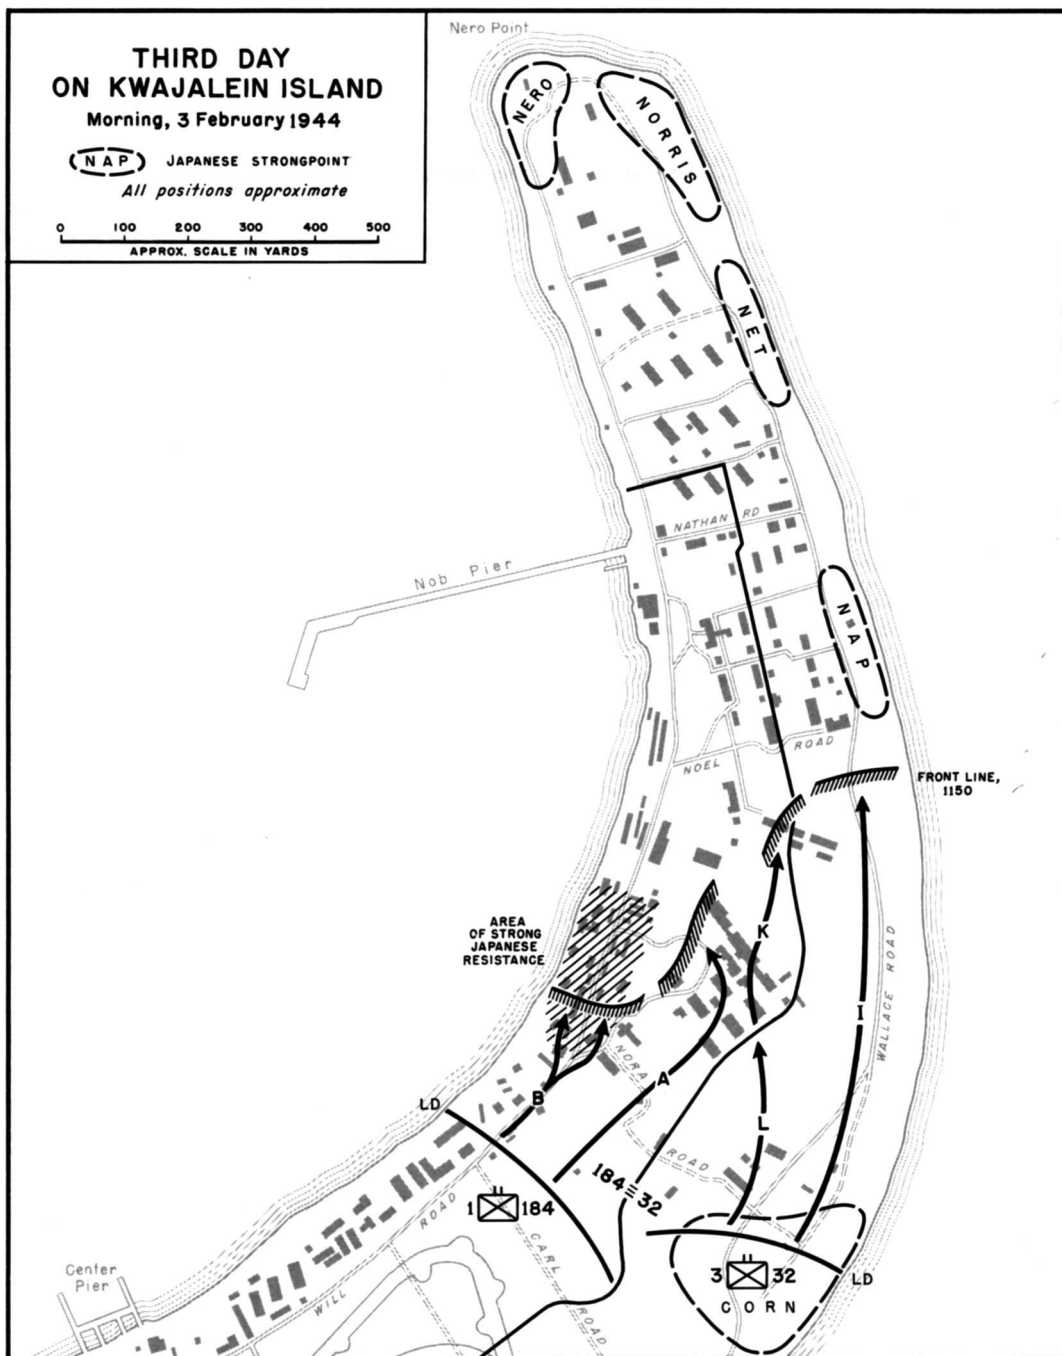 THIRD DAY
ON KWAJALEIN ISLAND
Morning, 3 February 1944
NAP JAPANESE STRONGPOINT
All positions approximate
0 100 200 300 400 500
APPROX. SCALE IN YARDS
Nero Point
NERO
NORRIS
NET
NATHAN RD
Nob Pier
NAP
NOEL ROAD
FRONT LINE,
1150
AREA
OF STRONG
JAPANESE
RESISTANCE
K
WALLACE ROAD
I
NORA ROAD
A
B
L
LD
184 32
1 184
WILL ROAD
CARL ROAD
Center
Pier
3 32
LD
CORN